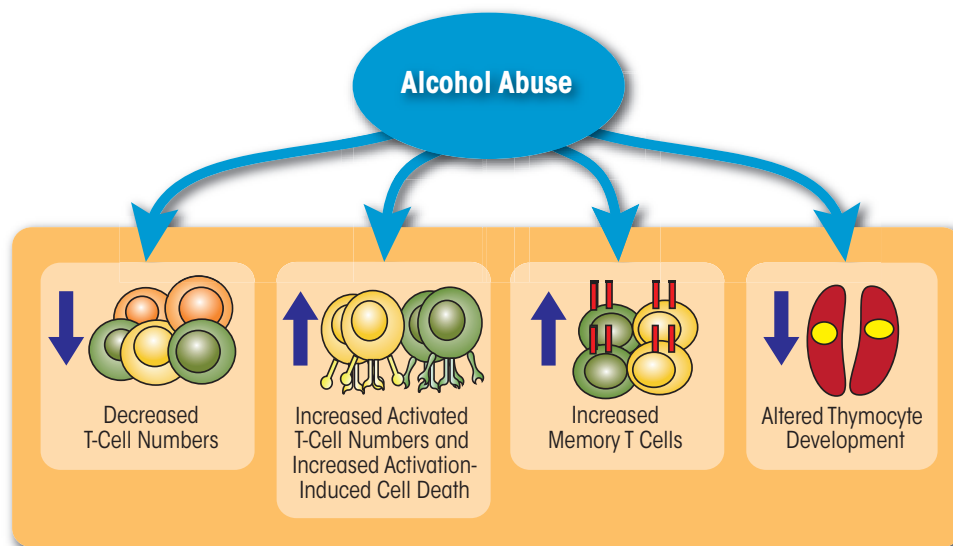 Alcohol Abuse
Decreased
T-Cell Numbers
Increased Activated
T-Cell Numbers and
Increased Activation-
Induced Cell Death
Increased
Memory T Cells
Altered Thymocyte
Development